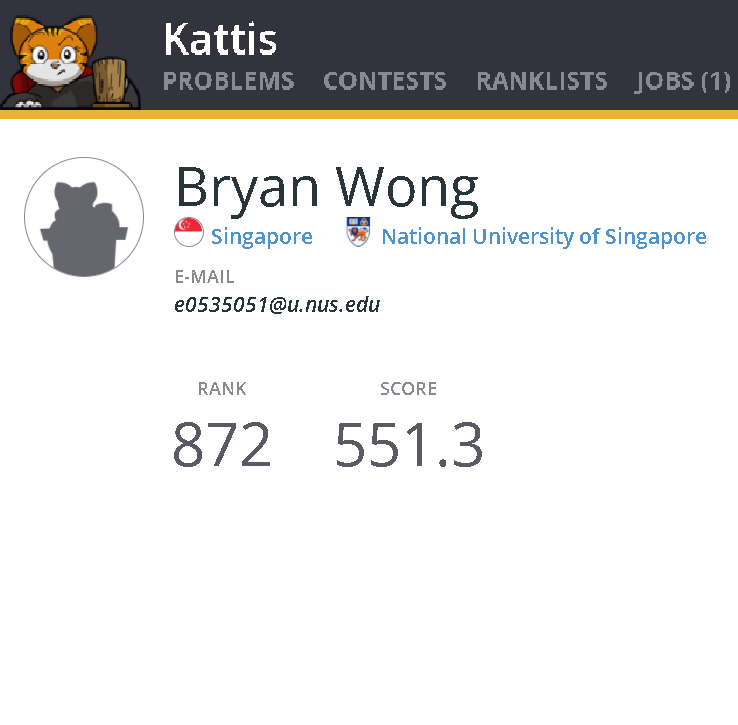 Kattis
PROBLEMS CONTESTS RANKLISTS JOBS (1)
Bryan Wong
Singapore National University of Singapore
E-MAIL
e0535051@u.nus.edu
RANK SCORE
872 551.3